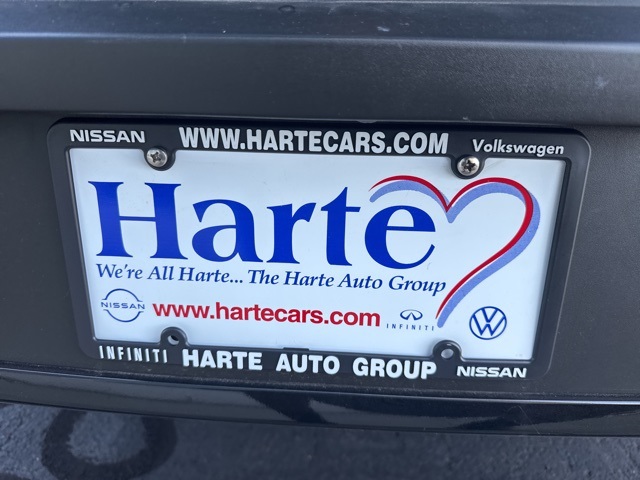 NISSAN WWW.HARTECARS.COM Volkswagen
Harte
We're All Harte... The Harte Auto Group
NISSAN www.hartecars.com INFINITI
INFINITI HARTE AUTO GROUP NISSAN